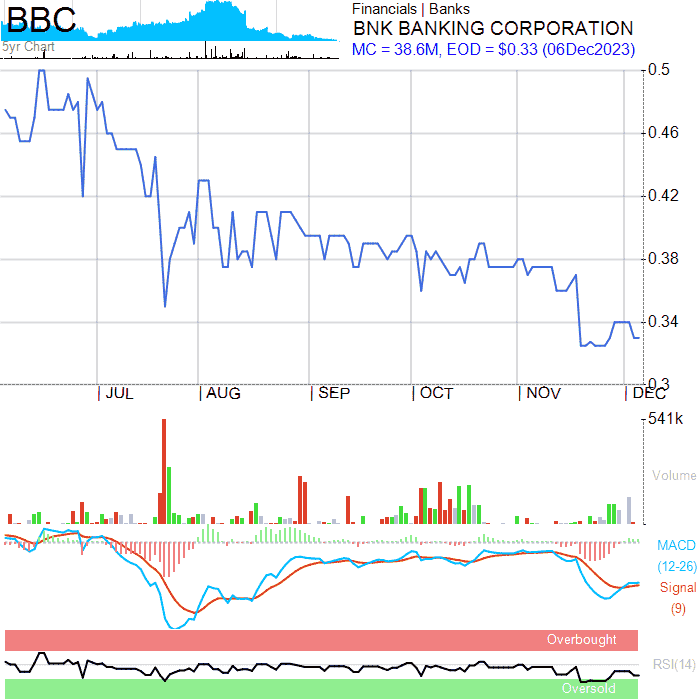 BBC
5yr Chart
Financials | Banks
BNK BANKING CORPORATION
MC = 38.6M, EOD = $0.33 (06Dec2023)
0.5
0.46
0.42
0.38
0.34
0.3
JUL AUG SEP OCT NOV DEC
541k
Volume
MACD
(12-26)
Signal
(9)
Overbought
RSI(14)
Oversold